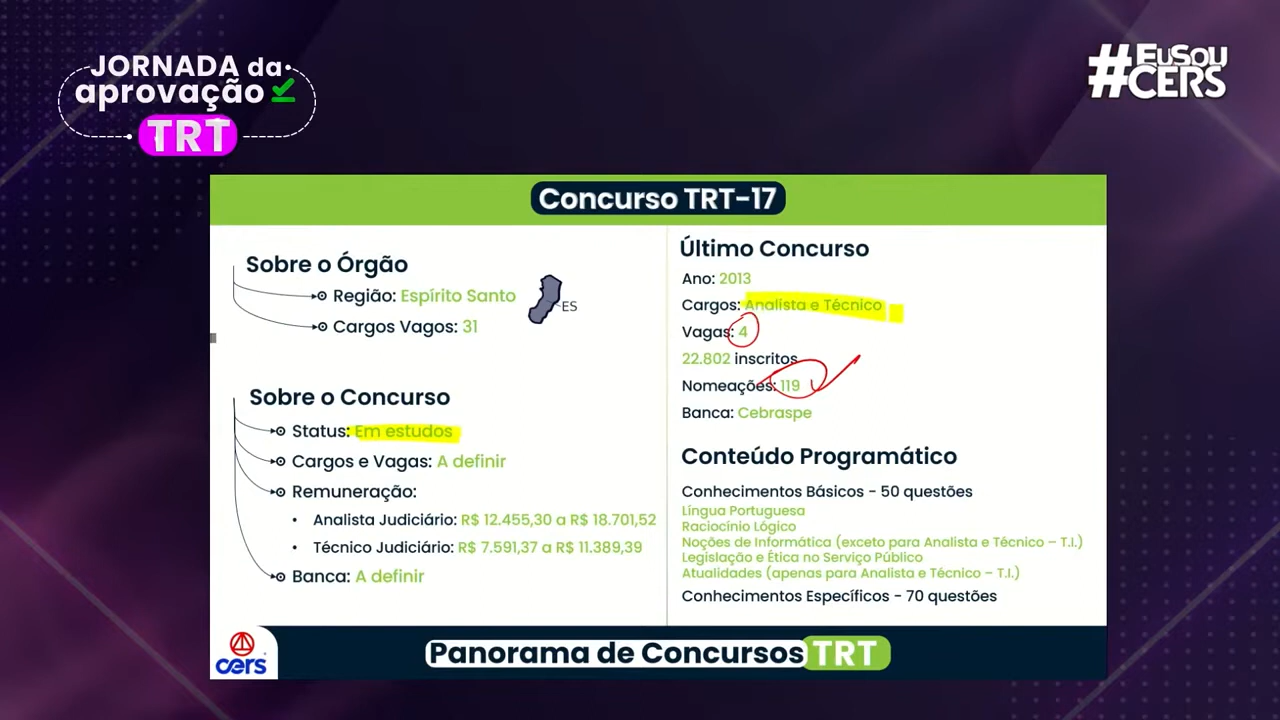 JORNADA da
aprovação
TRT
#EuSou
CERS
Concurso TRT-17
Sobre o Órgão
Região: Espírito Santo
ES
Cargos Vagos: 31
Sobre o Concurso
Status: Em estudos
Cargos e Vagas: A definir
Remuneração:
• Analista Judiciário: R$ 12.455,30 a R$ 18.701,52
• Técnico Judiciário: R$ 7.591,37 a R$ 11.389,39
Banca: A definir
Último Concurso
Ano: 2013
Cargos: Analista e Técnico
Vagas: 4
22.802 inscritos
Nomeações: 119
Banca: Cebraspe
Conteúdo Programático
Conhecimentos Básicos - 50 questões
Língua Portuguesa
Raciocínio Lógico
Noções de Informática (exceto para Analista e Técnico – T.I.)
Legislação e Ética no Serviço Público
Atualidades (apenas para Analista e Técnico – T.I.)
Conhecimentos Específicos - 70 questões
cers
Panorama de Concursos TRT